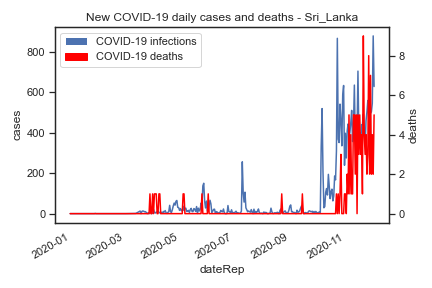 New COVID-19 daily cases and deaths - Sri_Lanka
COVID-19 infections
COVID-19 deaths
800
600
400
200
0
cases
8
6
4
2
0
deaths
2020-01
2020-03
2020-05
2020-07
2020-09
2020-11
dateRep